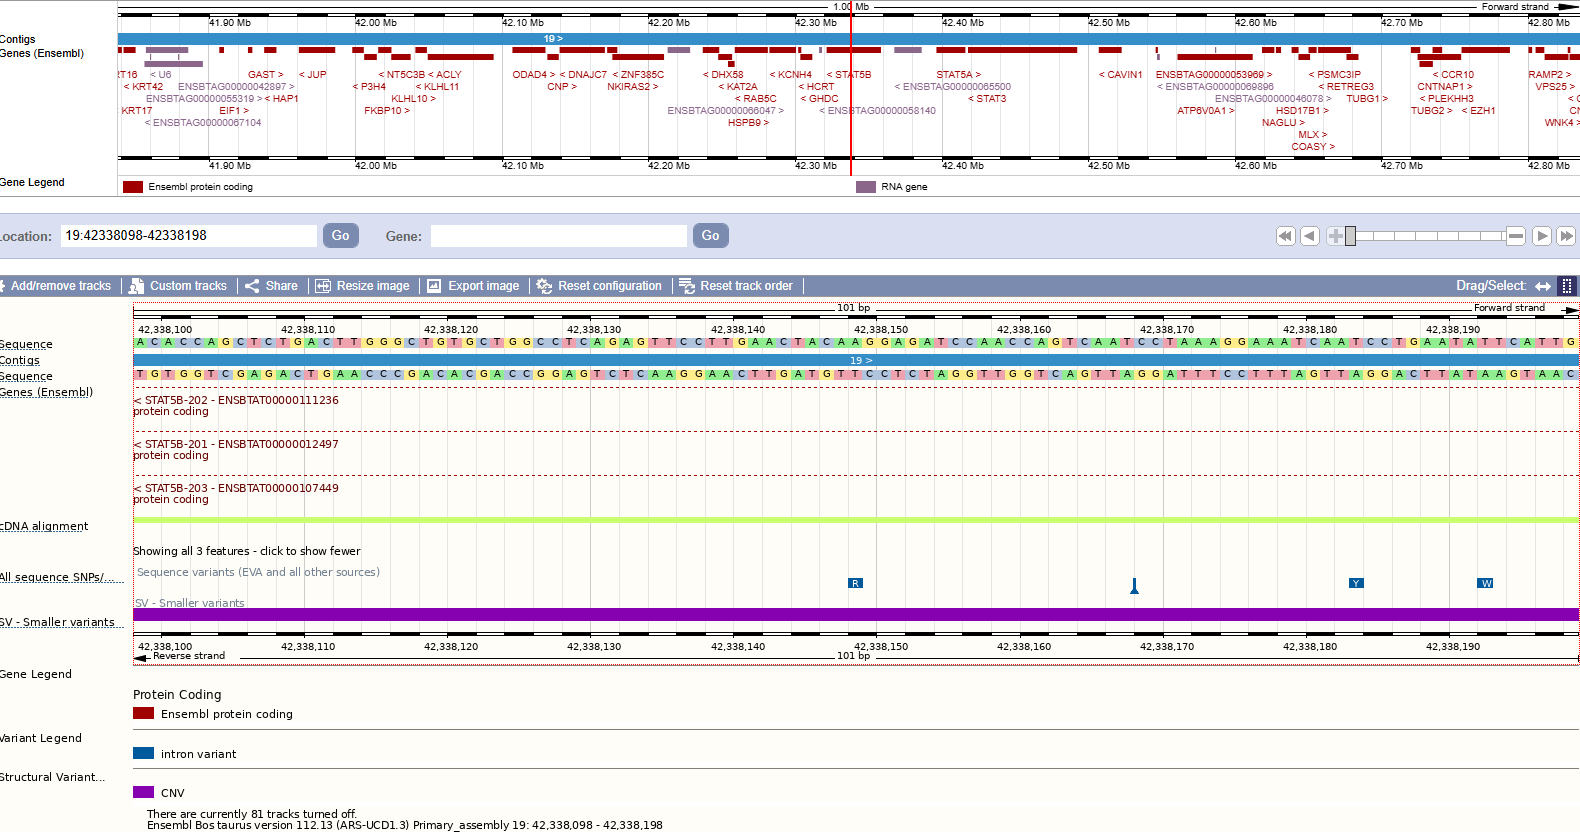 1.00 Mb Forward strand
41.90 Mb 42.00 Mb 42.10 Mb 42.20 Mb 42.30 Mb 42.40 Mb 42.50 Mb 42.60 Mb 42.70 Mb 42.80 Mb
Contigs 19 >
Genes (Ensembl)
RT16 < U6 GAST > < JUP < NT5C3B < ACLY ODAD4 > < DNAJC7 < ZNF385C < DHX58 < KCNH4 < STAT5B STAT5A > < CAVIN1 ENSBTAG00000053969 > < PSMC3IP < CCR10 RAMP2 >
< KRT42 ENSBTAG00000042897 > < P3H4 < KLHL11 CNP > NKIRAS2 > < KAT2A < HCRT < ENSBTAG00000065500 < ENSBTAG00000069896 < RETREG3 CNTNAP1 > VPS25 >
ENSBTAG00000055319 > < HAP1 KLHL10 > < RAB5C < GHDC < STAT3 ENSBTAG00000046078 > TUBG1 > < PLEKHH3
KRT17 EIF1 > FKBP10 > ENSBTAG00000066047 > < ENSBTAG00000058140 ATP6V0A1 > HSD17B1 > TUBG2 > < EZH1
< ENSBTAG00000067104 HSPB9 > NAGLU > WNK4 >
MLX >
COASY >
41.90 Mb 42.00 Mb 42.10 Mb 42.20 Mb 42.30 Mb 42.40 Mb 42.50 Mb 42.60 Mb 42.70 Mb 42.80 Mb
Gene Legend Ensembl protein coding RNA gene
Location: 19:42338098-42338198 Go Gene: Go
Add/remove tracks Custom tracks Share Resize image Export image Reset configuration Reset track order Drag/Select:
101 bp Forward strand
42,338,100 42,338,110 42,338,120 42,338,130 42,338,140 42,338,150 42,338,160 42,338,170 42,338,180 42,338,190
Sequence A C A C C A G C T C T G A C T T G G G C T G T G C T G G C C T C A G A G T T C C T T G A A C T A C A A G G A G A T C C A A C C A G T C A A T C C T A A A G G A A A T C A A T C C T G A A T A T T C A T T G
Contigs 19 >
Sequence T G T G G T C G A G A C T G A A C C C G A C A C G A C C G G A G T C T C A A G G A A C T T G A T G T T C C T C T A G G T T G G T C A G T T A G G A T T T C C T T T A G T T A G G A C T T A T A A G T A A C
Genes (Ensembl)
< STAT5B-202 - ENSBTAT00000111236
protein coding
< STAT5B-201 - ENSBTAT00000012497
protein coding
< STAT5B-203 - ENSBTAT00000107449
protein coding
cDNA alignment
Showing all 3 features - click to show fewer
Sequence variants (EVA and all other sources)
All sequence SNPs/... R Y W
SV - Smaller variants
SV - Smaller variants
42,338,100 42,338,110 42,338,120 42,338,130 42,338,140 42,338,150 42,338,160 42,338,170 42,338,180 42,338,190
Reverse strand 101 bp
Gene Legend
Protein Coding
Ensembl protein coding
Variant Legend
intron variant
Structural Variant...
CNV
There are currently 81 tracks turned off.
Ensembl Bos taurus version 112.13 (ARS-UCD1.3) Primary_assembly 19: 42,338,098 - 42,338,198